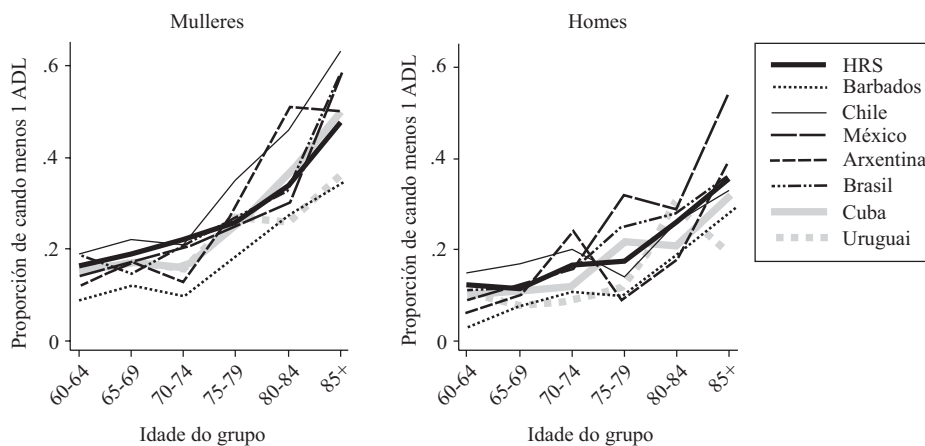 Mulleres
Proporción de cando menos 1 ADL
.6
.4
.2
0
60-64
65-69
70-74
75-79
80-84
85+
Idade do grupo
Homes
Proporción de cando menos 1 ADL
.6
.4
.2
0
60-64
65-69
70-74
75-79
80-84
85+
Idade do grupo
HRS
Barbados
Chile
México
Arxentina
Brasil
Cuba
Uruguai